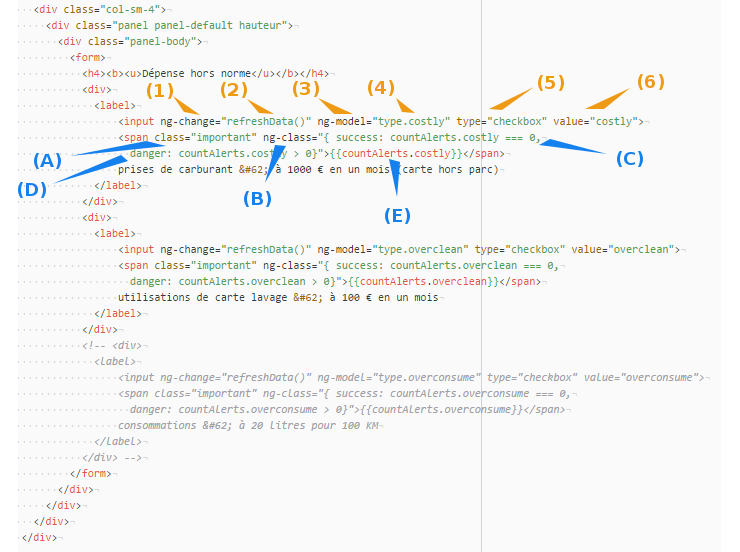 <div class="col-sm-4">
<div class="panel panel-default hauteur">
<div class="panel-body">
<form>
<h4><b><u>Dépense hors norme</u></b></h4>
<div>
(1) (2) (3) (4) (5) (6)
<label>
<input ng-change="refreshData()" ng-model="type.costly" type="checkbox" value="costly">
<span class="important" ng-class="{ success: countAlerts.costly === 0,
danger: countAlerts.costly > 0}">{{countAlerts.costly}}</span>
(A) (C)
prises de carburant &#62; à 1000 € en un mois (carte hors parc)
</label>
(D) (B)
</div>
(E)
<div>
<label>
<input ng-change="refreshData()" ng-model="type.overclean" type="checkbox" value="overclean">
<span class="important" ng-class="{ success: countAlerts.overclean === 0,
danger: countAlerts.overclean > 0}">{{countAlerts.overclean}}</span>
utilisations de carte lavage &#62; à 100 € en un mois
</label>
</div>
<!-- <div>
<label>
<input ng-change="refreshData()" ng-model="type.overconsume" type="checkbox" value="overconsume">
<span class="important" ng-class="{ success: countAlerts.overconsume === 0,
danger: countAlerts.overconsume > 0}">{{countAlerts.overconsume}}</span>
consommations &#62; à 20 litres pour 100 KM
</label>
</div> -->
</form>
</div>
</div>
</div>
</div>